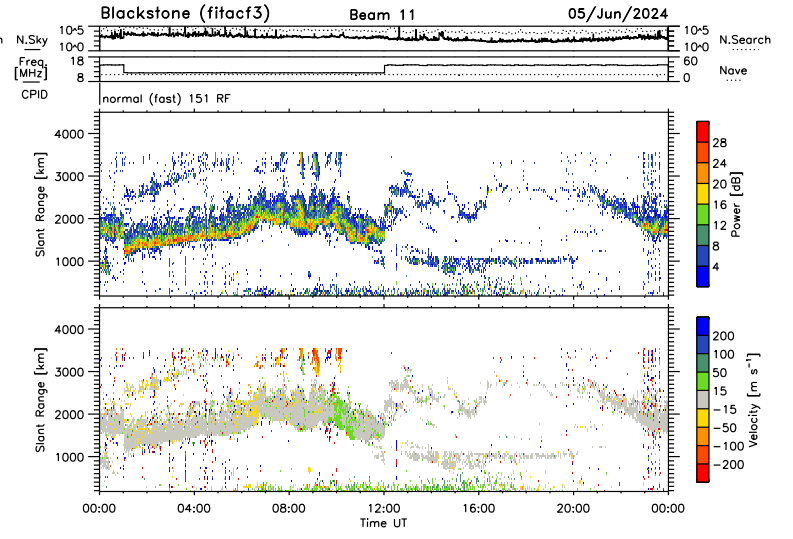 Blackstone (fitacf3)
Beam 11
05/Jun/2024
N.Sky
10^5
10^0
10^5
10^0
N.Search
Freq.
[MHz]
18
8
60
0
Nave
CPID
normal (fast) 151 RF
Slant Range [km]
4000
3000
2000
1000
28
24
20
16
12
8
4
Power [dB]
Slant Range [km]
4000
3000
2000
1000
200
100
50
15
-15
-50
-100
-200
Velocity [m s⁻¹]
00:00
04:00
08:00
12:00
16:00
20:00
00:00
Time UT